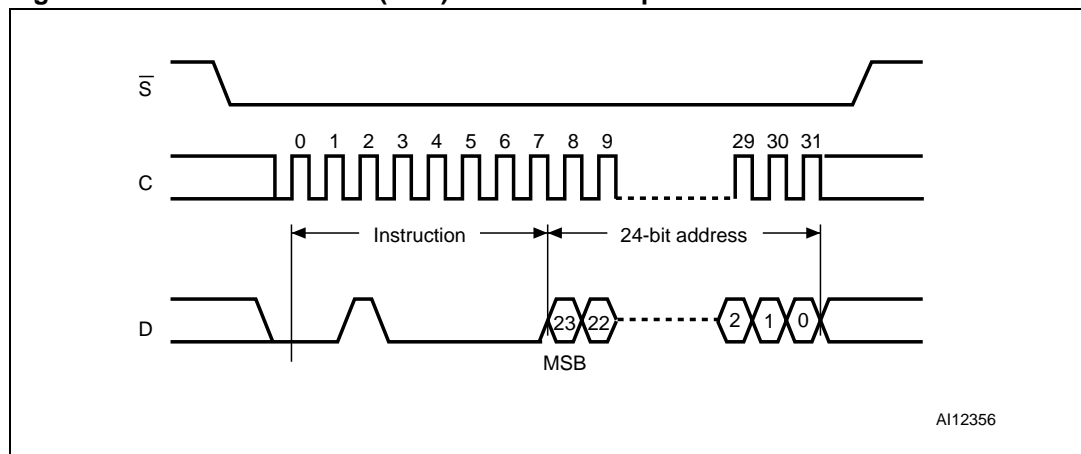 S
0 1 2 3 4 5 6 7 8 9 29 30 31
C
Instruction 24-bit address
D
23 22 2 1 0
MSB
AI12356